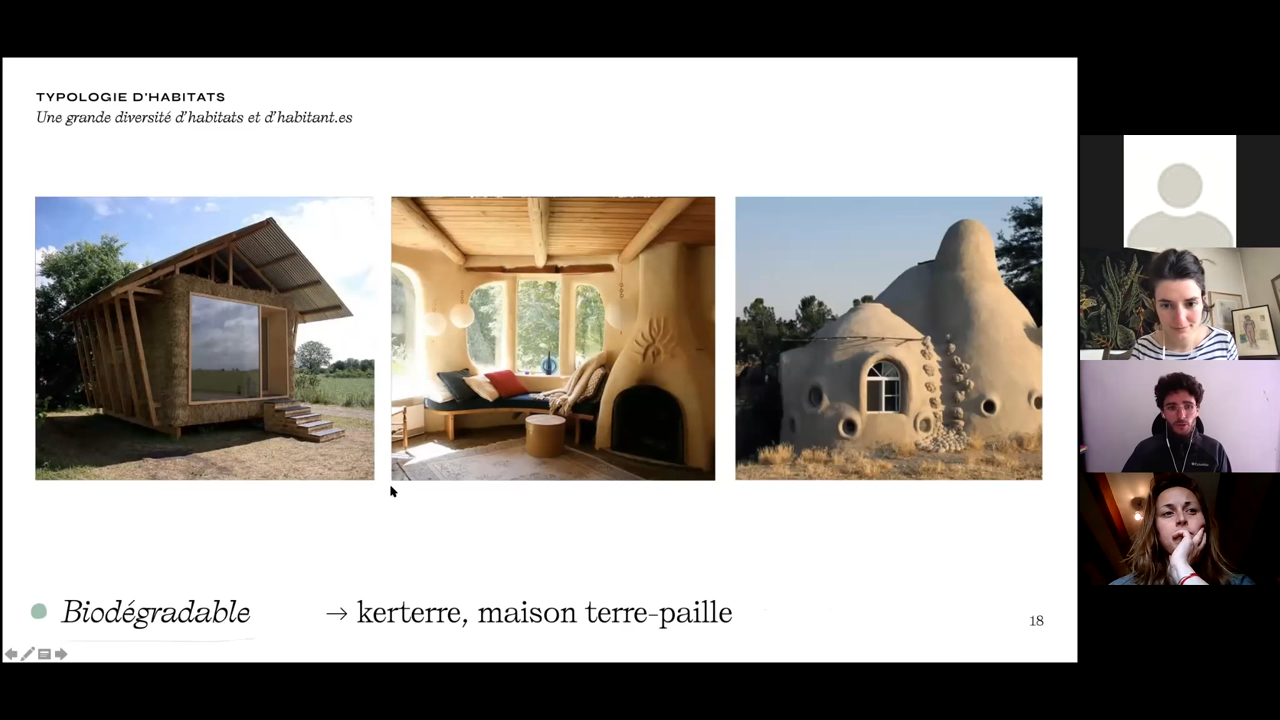 TYPOLOGIE D'HABITATS
Une grande diversité d'habitats et d'habitant.es
Biodégradable → kerterre, maison terre-paille
18